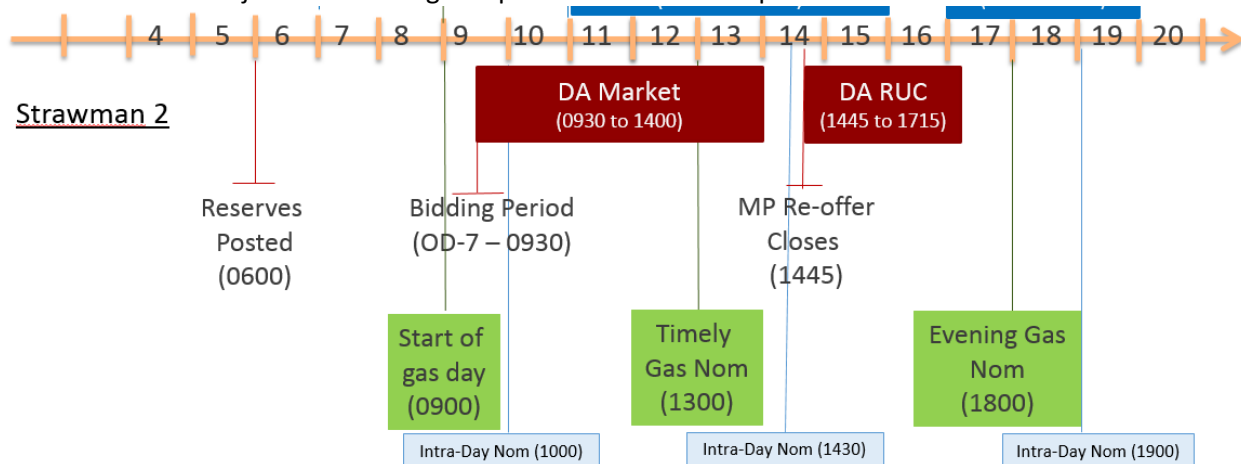 4 5 6 7 8 9 10 11 12 13 14 15 16 17 18 19 20
Strawman 2
DA Market
(0930 to 1400)
DA RUC
(1445 to 1715)
Reserves
Posted
(0600)
Bidding Period
(OD-7 – 0930)
MP Re-offer
Closes
(1445)
Start of
gas day
(0900)
Timely
Gas Nom
(1300)
Evening Gas
Nom
(1800)
Intra-Day Nom (1000)
Intra-Day Nom (1430)
Intra-Day Nom (1900)